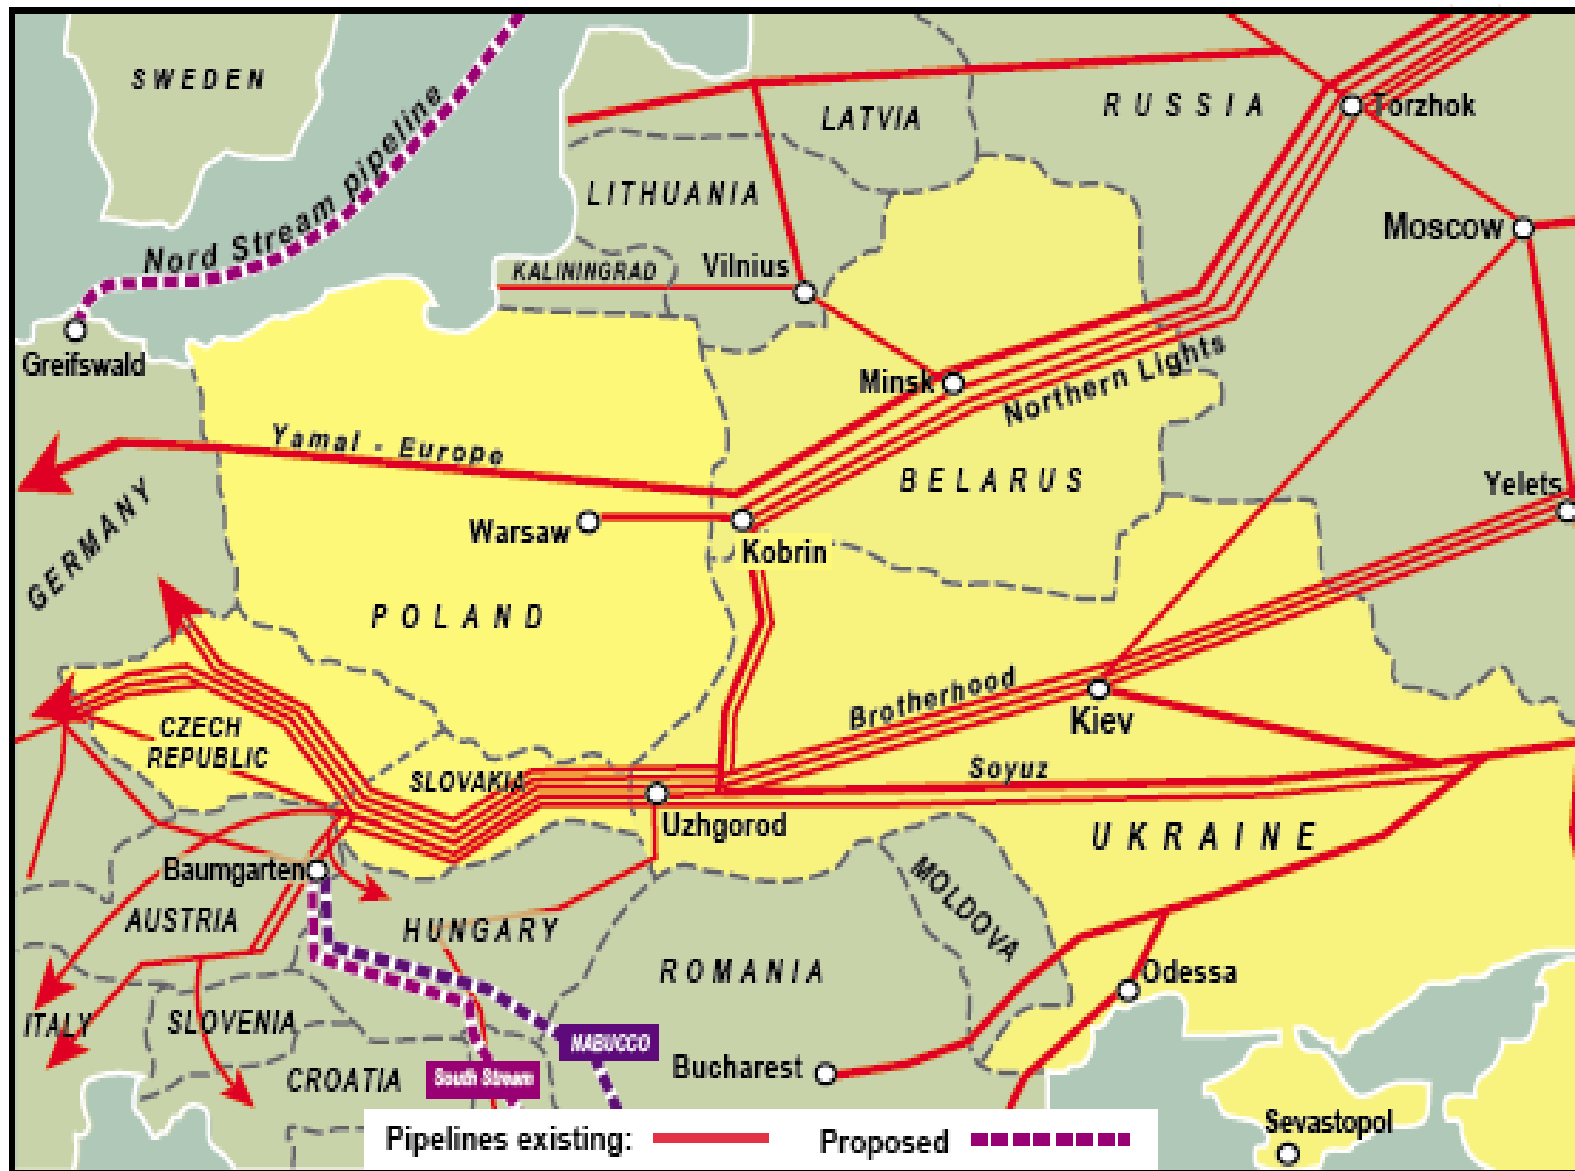 SWEDEN
LATVIA
RUSSIA
Torzhok
Nord Stream pipeline
LITHUANIA
Moscow
KALININGRAD
Vilnius
Greifswald
Minsk
Northern Lights
Yamal - Europe
BELARUS
Yelets
GERMANY
Warsaw
Kobrin
POLAND
Brotherhood
Kiev
CZECH
REPUBLIC
SLOVAKIA
Soyuz
Uzhgorod
UKRAINE
Baumgarten
MOLDOVA
AUSTRIA
HUNGARY
ROMANIA
Odessa
ITALY
SLOVENIA
NABUCCO
Bucharest
CROATIA
South Stream
Sevastopol
Pipelines existing:
Proposed